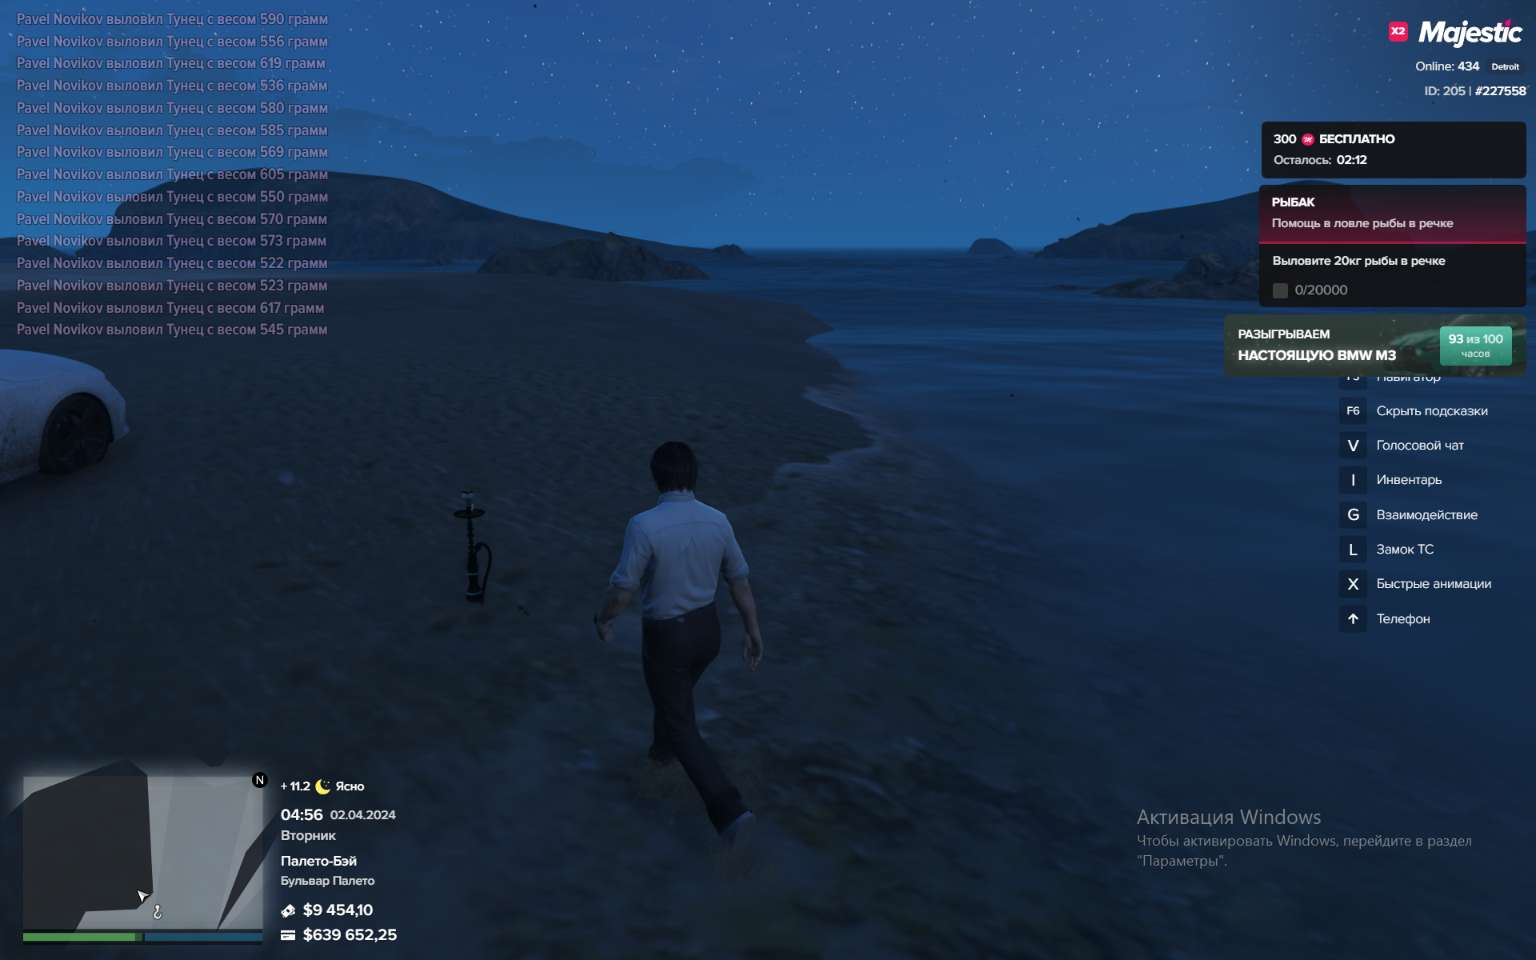 Pavel Novikov выловил Тунец с весом 590 грамм
Pavel Novikov выловил Тунец с весом 556 грамм
Pavel Novikov выловил Тунец с весом 619 грамм
Pavel Novikov выловил Тунец с весом 536 грамм
Pavel Novikov выловил Тунец с весом 580 грамм
Pavel Novikov выловил Тунец с весом 585 грамм
Pavel Novikov выловил Тунец с весом 569 грамм
Pavel Novikov выловил Тунец с весом 605 грамм
Pavel Novikov выловил Тунец с весом 550 грамм
Pavel Novikov выловил Тунец с весом 570 грамм
Pavel Novikov выловил Тунец с весом 573 грамм
Pavel Novikov выловил Тунец с весом 522 грамм
Pavel Novikov выловил Тунец с весом 523 грамм
Pavel Novikov выловил Тунец с весом 617 грамм
Pavel Novikov выловил Тунец с весом 545 грамм
X2 Majestic
Online: 434 Detroit
ID: 205 | #227558
300 БЕСПЛАТНО
Осталось: 02:12
РЫБАК
Помощь в ловле рыбы в речке
Выловите 20кг рыбы в речке
0/20000
РАЗЫГРЫВАЕМ
НАСТОЯЩУЮ BMW M3
93 из 100
часов
Навигатор
F6 Скрыть подсказки
V Голосовой чат
I Инвентарь
G Взаимодействие
L Замок ТС
X Быстрые анимации
Телефон
N
+ 11.2 Ясно
04:56 02.04.2024
Вторник
Палето-Бэй
Бульвар Палето
$9 454,10
$639 652,25
Активация Windows
Чтобы активировать Windows, перейдите в раздел
"Параметры".